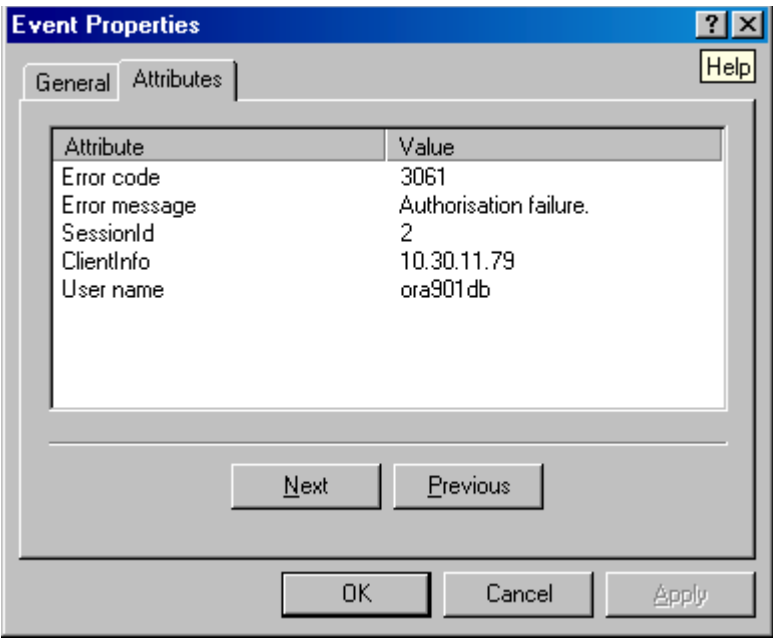 Event Properties
Help
General Attributes
Attribute Value
Error code 3061
Error message Authorisation failure.
SessionId 2
ClientInfo 10.30.11.79
User name ora901db
Next Previous
OK Cancel Apply